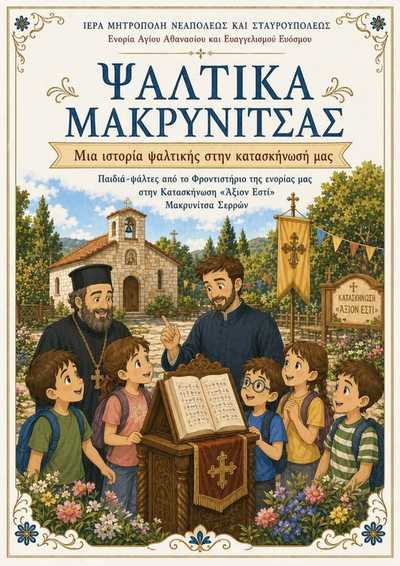 ΙΕΡΑ ΜΗΤΡΟΠΟΛΗ ΝΕΑΠΟΛΕΩΣ ΚΑΙ ΣΤΑΥΡΟΥΠΟΛΕΩΣ
Ενορία Αγίου Αθανασίου και Ευαγγελισμού Ευόσμου
ΨΑΛΤΙΚΑ
ΜΑΚΡΥΝΙΤΣΑΣ
Μια ιστορία ψαλτικής στην κατασκήνωσή μας
Παιδιά-ψάλτες από το Φροντιστήριο της ενορίας μας
στην Κατασκήνωση «Άξιον Εστί»
Μακρυνίτσα Σερρών
ΚΑΤΑΣΚΗΝΩΣΗ
«ΑΞΙΟΝ ΕΣΤΙ»